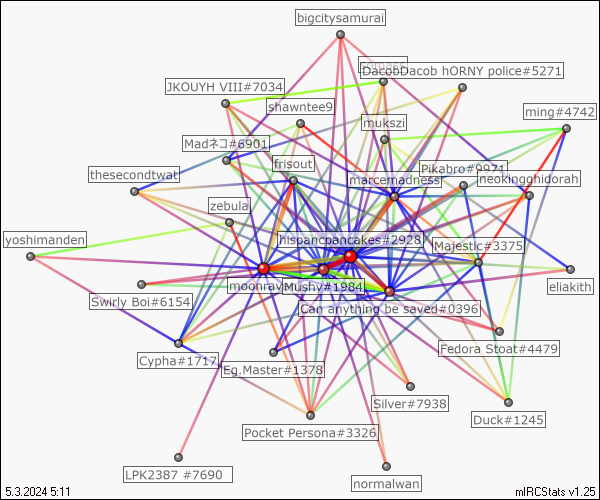 bigcitysamurai
DacobDacob hORNY police#5271
JKOUYH VIII#7034
shawntee9
ming#4742
mukszi
Madネコ#6901
frisout
Pikabro#9971
thesecondtwat
marcemadness
neokingghidorah
zebula
yoshimanden
hispancpancakes#2928
Majestic#3375
moonrav
Mushy#1984
eliakith
Swirly Boi#6154
Can anything be saved#0396
Fedora Stoat#4479
Cypha#1717
Eg.Master#1378
Silver#7938
Duck#1245
Pocket Persona#3326
LPK2387 #7690
normalwan
5.3.2024 5:11
mIRCStats v1.25